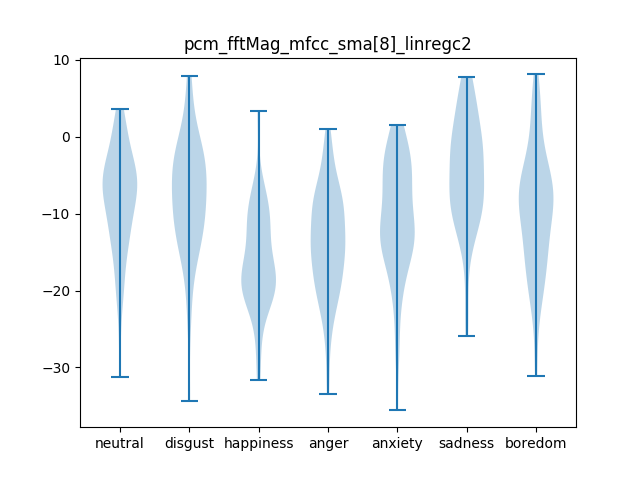 pcm_fftMag_mfcc_sma[8]_linregc2
10
0
−10
−20
−30
neutral disgust happiness anger anxiety sadness boredom